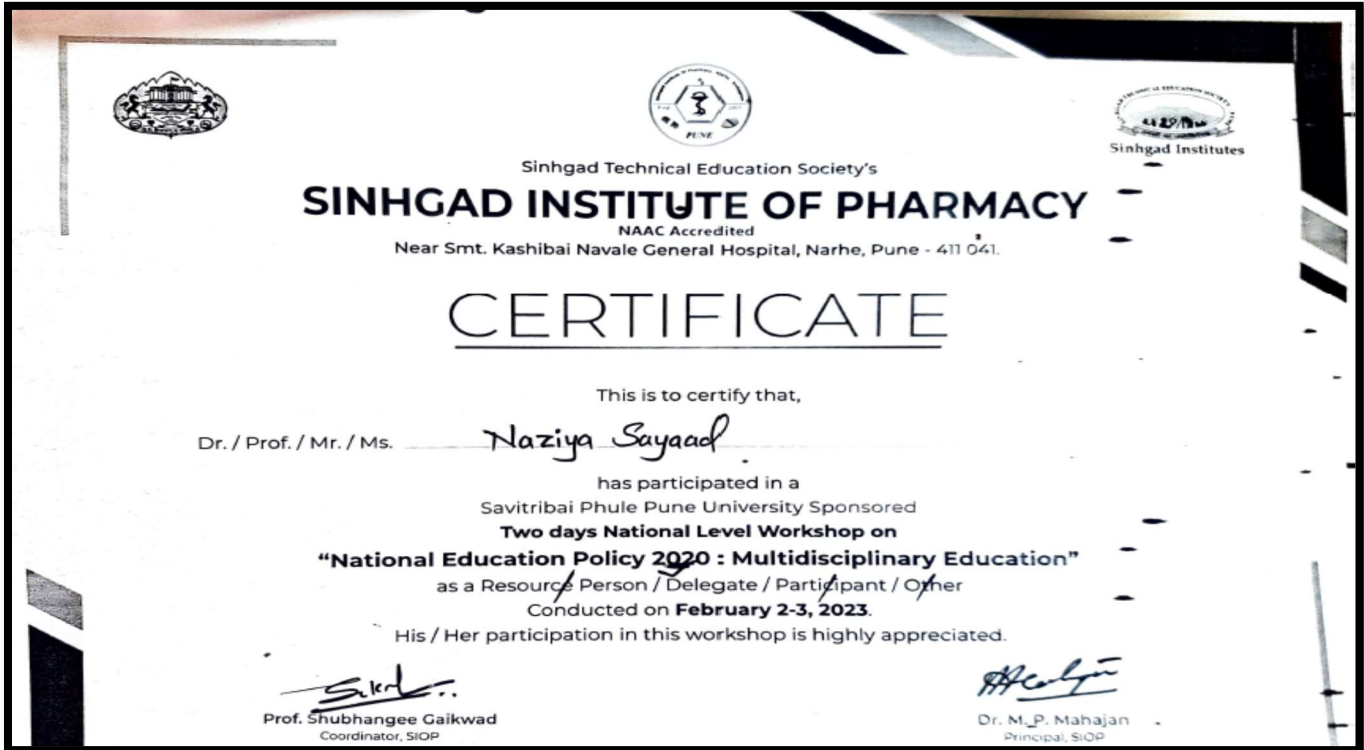 PUNE
Sinhgad Institutes
Sinhgad Technical Education Society's
SINHGAD INSTITUTE OF PHARMACY
NAAC Accredited
Near Smt. Kashibai Navale General Hospital, Narhe, Pune - 411 041.
CERTIFICATE
This is to certify that,
Dr. / Prof. / Mr. / Ms. Naziya Sayaad
has participated in a
Savitribai Phule Pune University Sponsored
Two days National Level Workshop on
“National Education Policy 2020 : Multidisciplinary Education”
as a Resource Person / Delegate / Participant / Other
Conducted on February 2-3, 2023.
His / Her participation in this workshop is highly appreciated.
Prof. Shubhangee Gaikwad
Coordinator, SIOP
Dr. M. P. Mahajan
Principal, SIOP